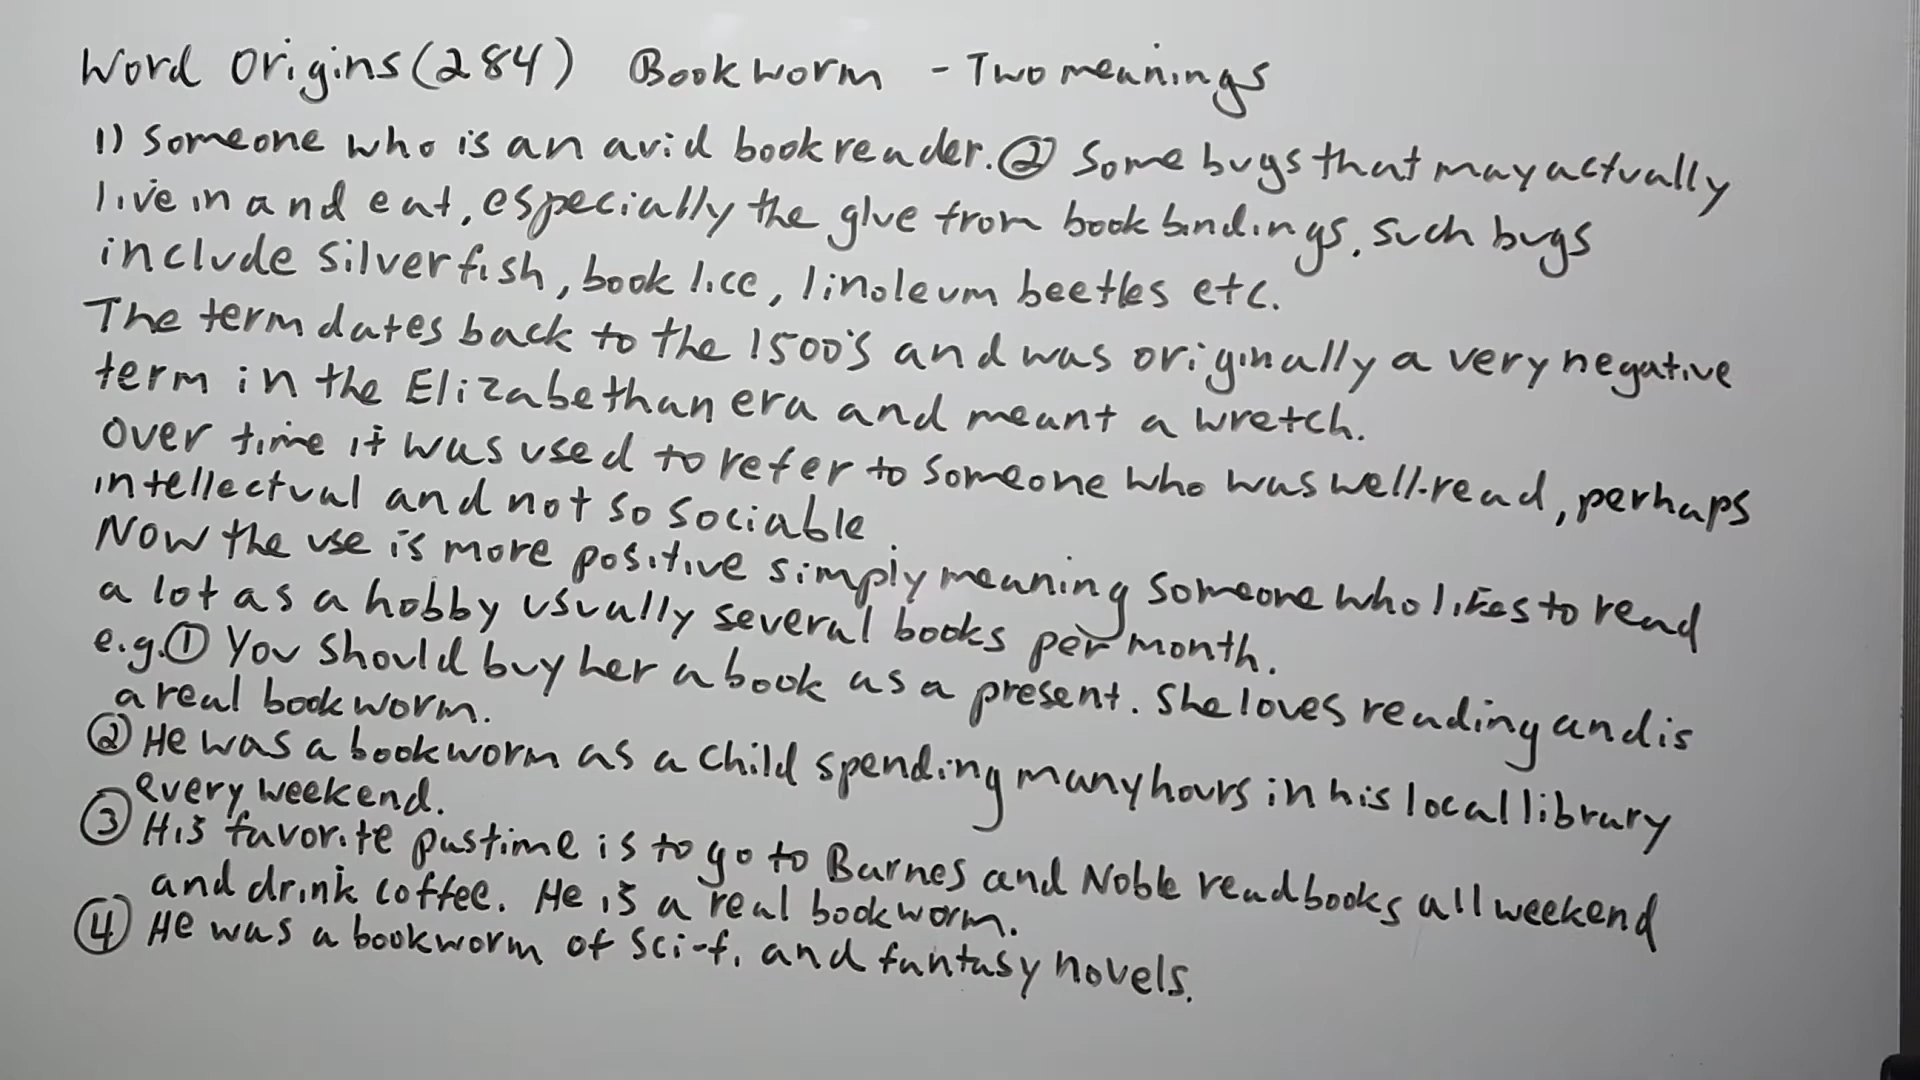 Word Origins (284) Bookworm - Two meanings
1) Someone who is an avid book reader. ② Some bugs that may actually
live in and eat, especially the glue from book bindings. Such bugs
include silverfish, book lice, linoleum beetles etc.
The term dates back to the 1500's and was originally a very negative
term in the Elizabethan era and meant a wretch.
Over time it was used to refer to someone who was well-read, perhaps
intellectual and not so sociable
Now the use is more positive simply meaning someone who likes to read
a lot as a hobby usually several books per month.
e.g. ① You should buy her a book as a present. She loves reading and is
a real bookworm.
② He was a bookworm as a child spending many hours in his local library
every weekend.
③ His favorite pastime is to go to Barnes and Noble read books all weekend
and drink coffee. He is a real bookworm.
④ He was a bookworm of sci-fi and fantasy novels.